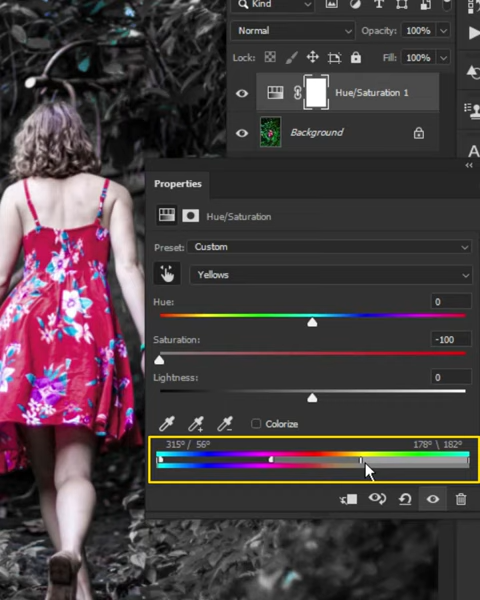 Kind
Normal Opacity: 100%
Lock: Fill: 100%
Hue/Saturation 1
Background
Properties
Hue/Saturation
Preset: Custom
Yellows
Hue: 0
Saturation: -100
Lightness: 0
Colorize
315°/ 56° 178°\ 182°